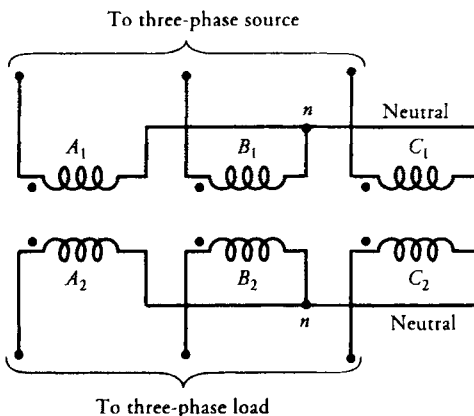 To three-phase source
n
Neutral
A1 B1 C1
A2 B2 C2
n
Neutral
To three-phase load